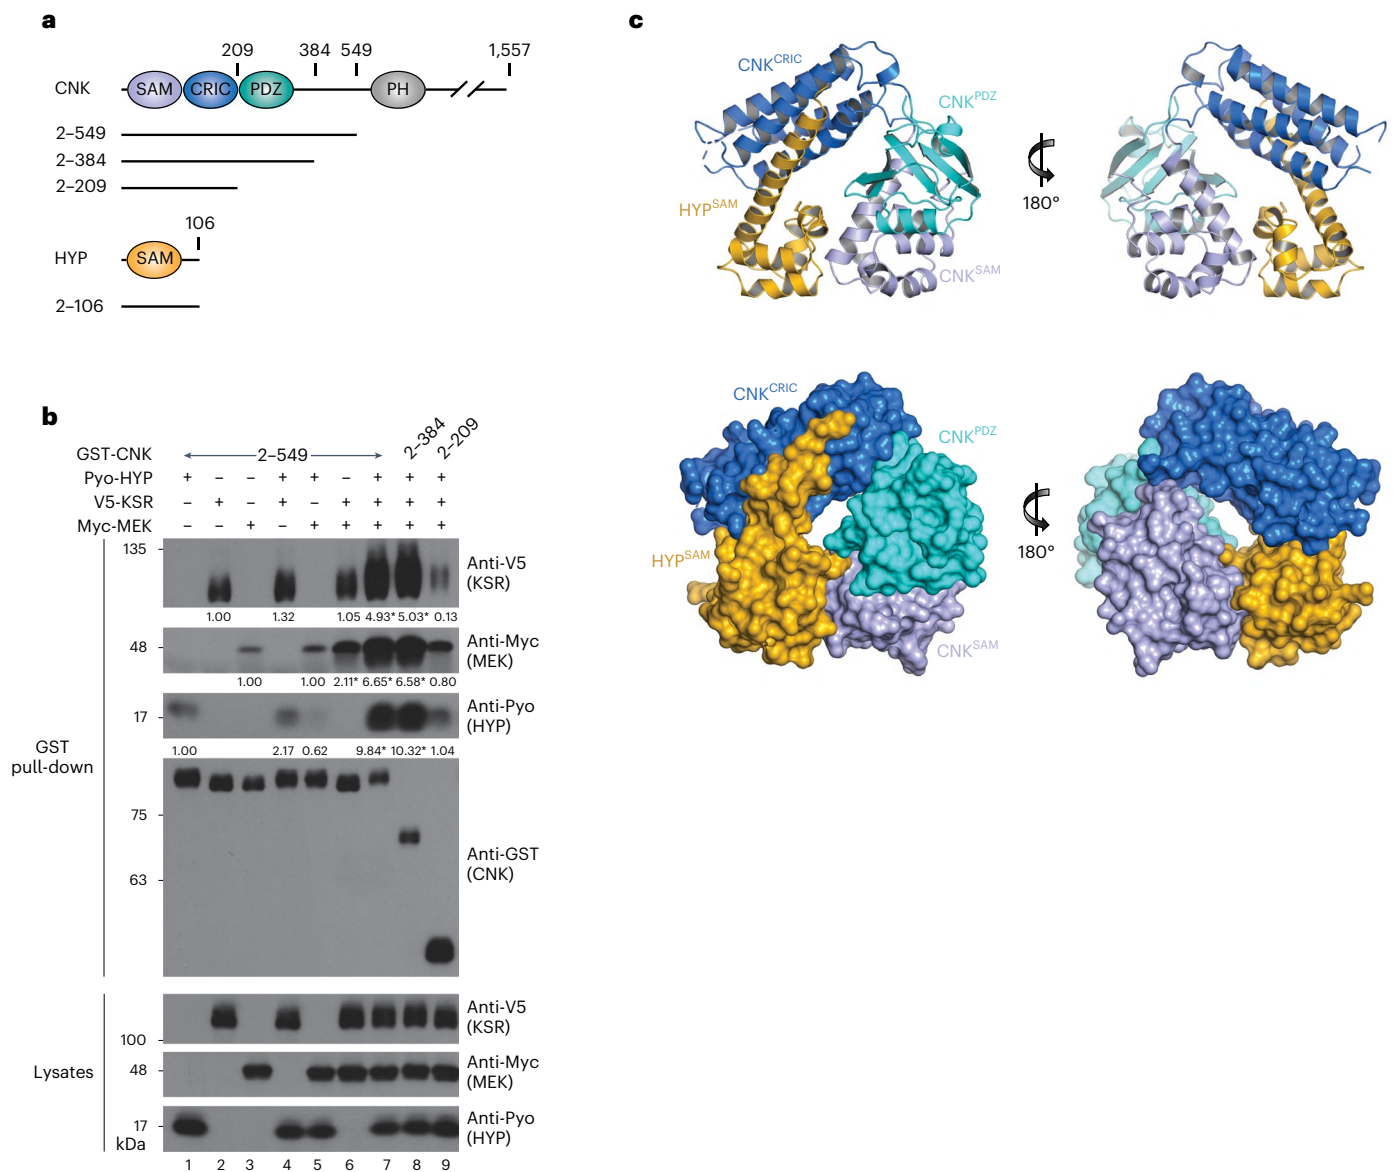 a
209 384 549 1,557
CNK SAM CRIC PDZ PH
2–549
2–384
2–209
106
HYP SAM
2–106
b
GST-CNK 2–549 2–384 2–209
Pyo-HYP + – – + + – + + +
V5-KSR – + – + – + + + +
Myc-MEK – – + – + + + + +
135 Anti-V5
(KSR)
1.00 1.32 1.05 4.93* 5.03* 0.13
48 Anti-Myc
(MEK)
1.00 1.00 2.11* 6.65* 6.58* 0.80
17 Anti-Pyo
(HYP)
1.00 2.17 0.62 9.84* 10.32* 1.04
GST
pull-down
75
63
Anti-GST
(CNK)
Lysates
100
Anti-V5
(KSR)
48 Anti-Myc
(MEK)
17 Anti-Pyo
(HYP)
kDa
1 2 3 4 5 6 7 8 9
c
CNKCRIC
CNKPDZ
HYPSAM
CNKSAM
180°
CNKCRIC
CNKPDZ
HYPSAM
CNKSAM
180°